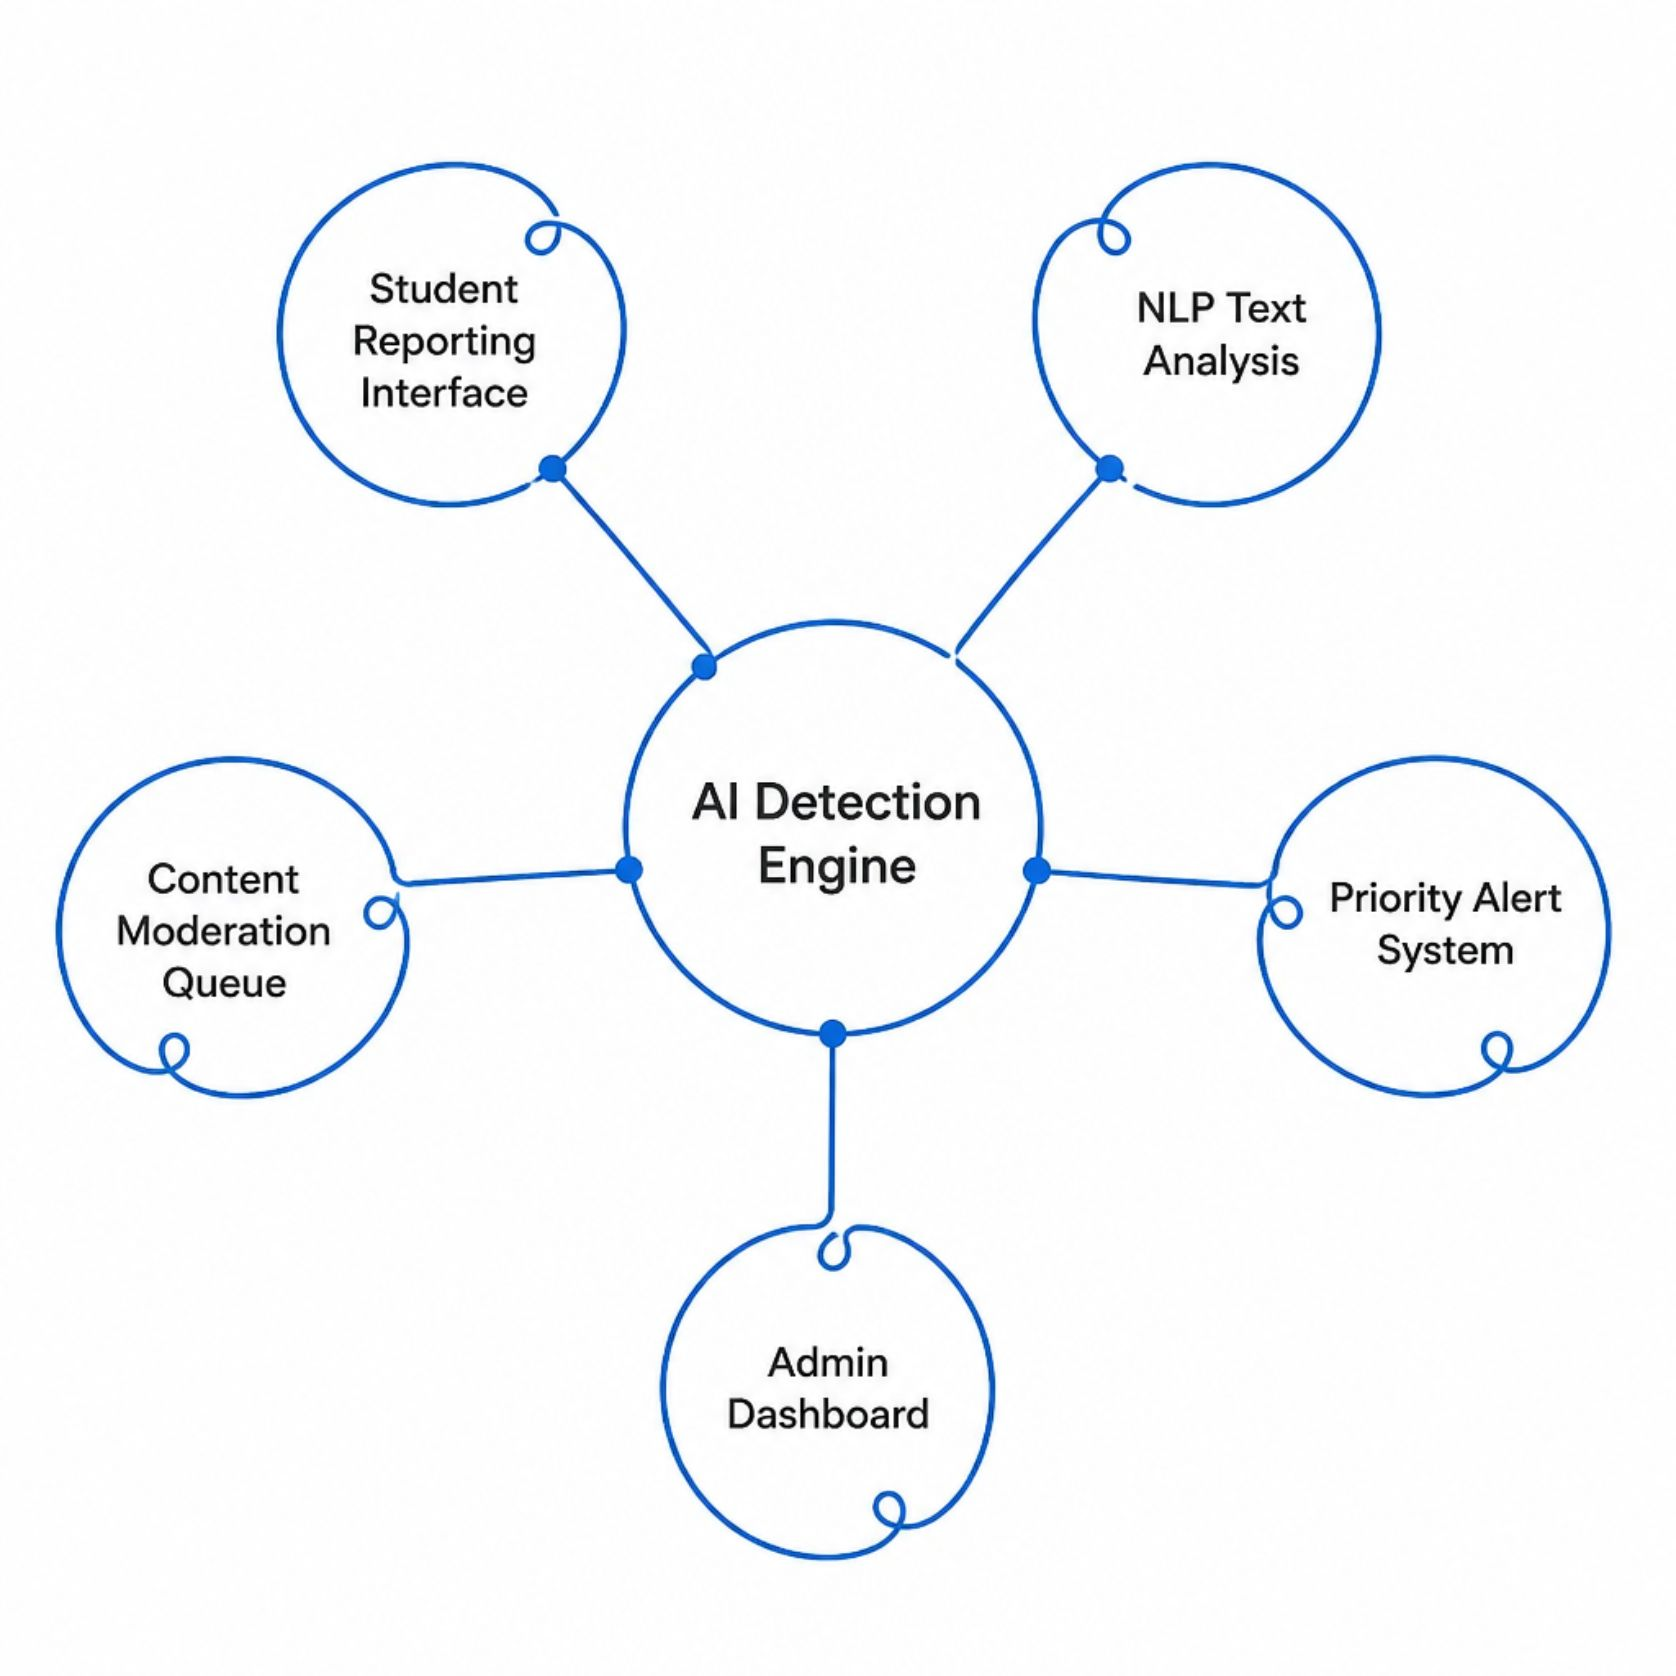 Student
Reporting
Interface
NLP Text
Analysis
AI Detection
Engine
Content
Moderation
Queue
Priority Alert
System
Admin
Dashboard